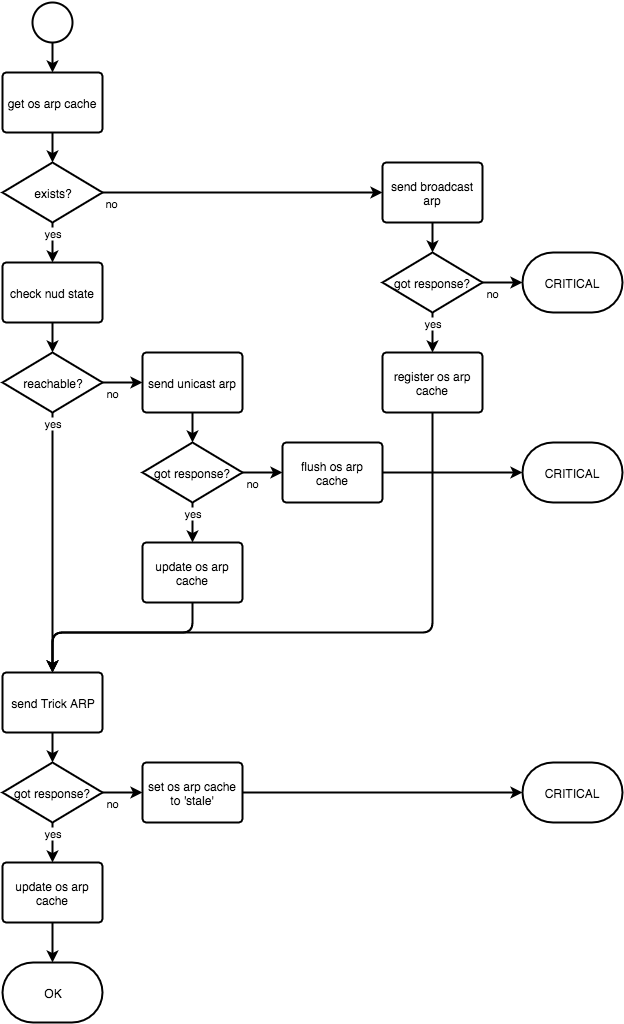 get os arp cache
exists?
no
yes
send broadcast
arp
check nud state
got response?
no
CRITICAL
yes
reachable?
no
yes
send unicast arp
register os arp
cache
got response?
no
yes
flush os arp
cache
CRITICAL
update os arp
cache
send Trick ARP
got response?
no
yes
set os arp cache
to 'stale'
CRITICAL
update os arp
cache
OK